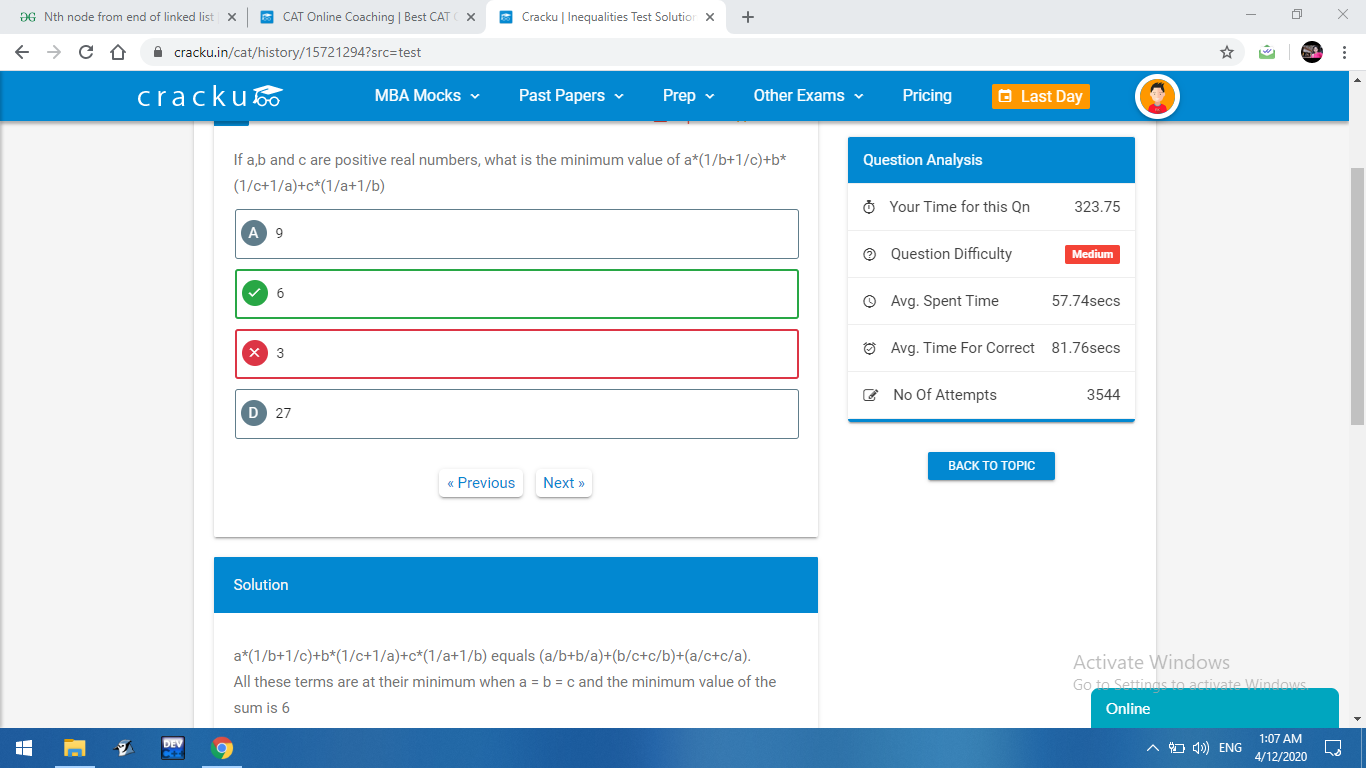 Nth node from end of linked list
CAT Online Coaching | Best CAT
Cracku | Inequalities Test Solution
cracku.in/cat/history/15721294?src=test
cracku
MBA Mocks
Past Papers
Prep
Other Exams
Pricing
Last Day
If a,b and c are positive real numbers, what is the minimum value of a*(1/b+1/c)+b*
(1/c+1/a)+c*(1/a+1/b)
A 9
6
3
D 27
« Previous Next »
Question Analysis
Your Time for this Qn 323.75
Question Difficulty Medium
Avg. Spent Time 57.74secs
Avg. Time For Correct 81.76secs
No Of Attempts 3544
BACK TO TOPIC
Solution
a*(1/b+1/c)+b*(1/c+1/a)+c*(1/a+1/b) equals (a/b+b/a)+(b/c+c/b)+(a/c+c/a).
All these terms are at their minimum when a = b = c and the minimum value of the
sum is 6
Activate Windows
Go to Settings to activate Windows.
Online
DEV
ENG
1:07 AM
4/12/2020